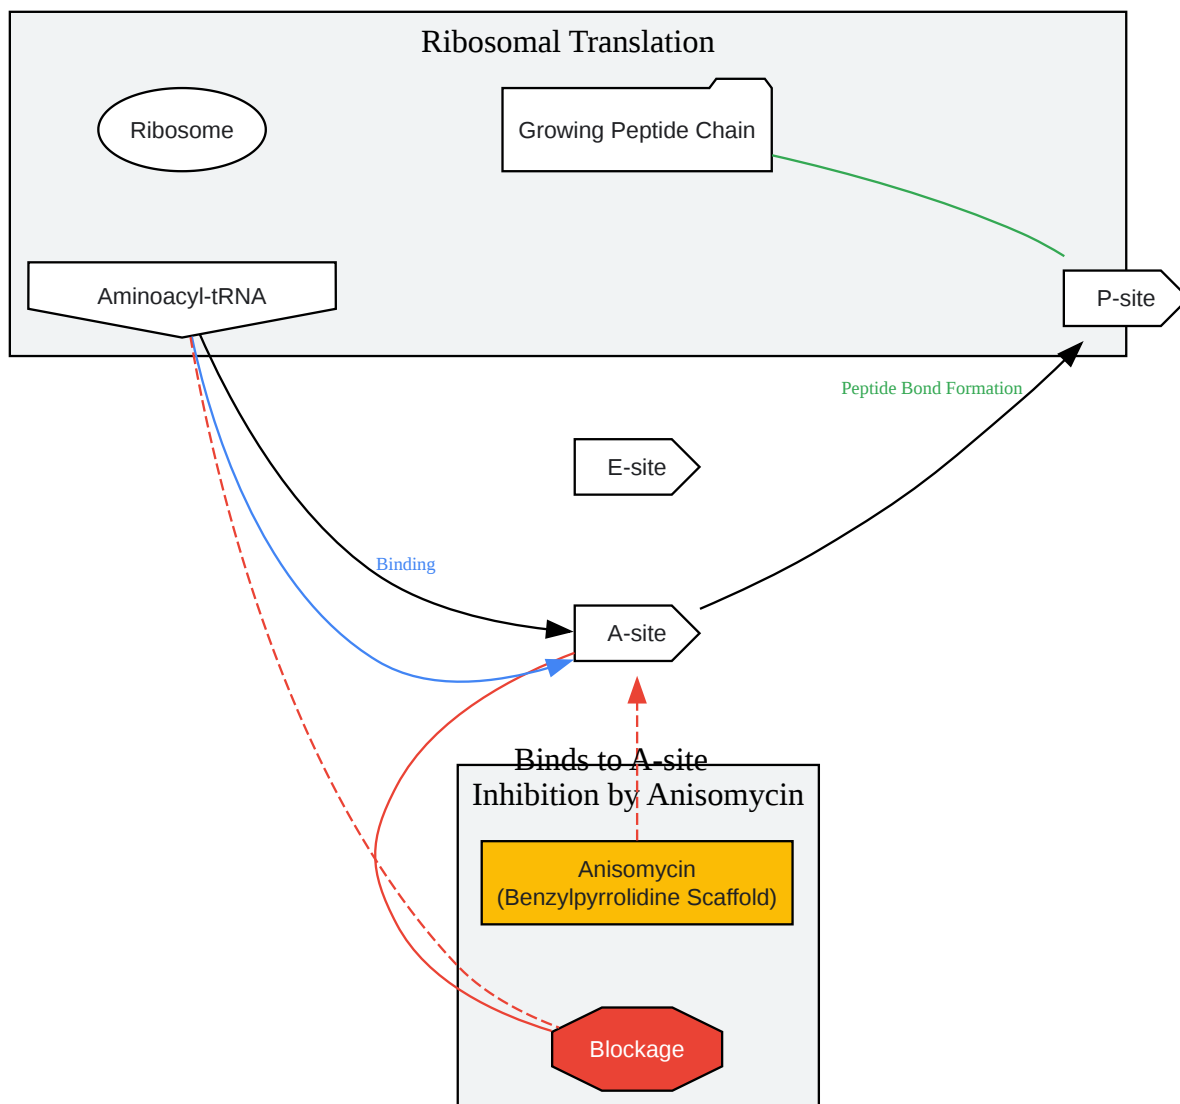 Ribosomal Translation
Ribosome
Growing Peptide Chain
Aminoacyl-tRNA
P-site
Peptide Bond Formation
E-site
Binding
A-site
Binds to A-site
Inhibition by Anisomycin
Anisomycin
(Benzylpyrrolidine Scaffold)
Blockage